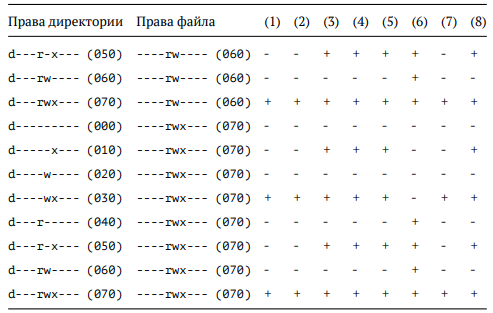 Права директории Права файла (1) (2) (3) (4) (5) (6) (7) (8)
d---r-x--- (050) ----rw---- (060) - - + + + + - +
d---rw---- (060) ----rw---- (060) - - - - - + - -
d---rwx--- (070) ----rw---- (060) + + + + + + + +
d--------- (000) ----rwx--- (070) - - - - - - - -
d-----x--- (010) ----rwx--- (070) - - + + + - - +
d----w---- (020) ----rwx--- (070) - - - - - - - -
d----wx--- (030) ----rwx--- (070) + + + + + - + +
d---r----- (040) ----rwx--- (070) - - - - - + - -
d---r-x--- (050) ----rwx--- (070) - - + + + + - +
d---rw---- (060) ----rwx--- (070) - - - - - + - -
d---rwx--- (070) ----rwx--- (070) + + + + + + + +